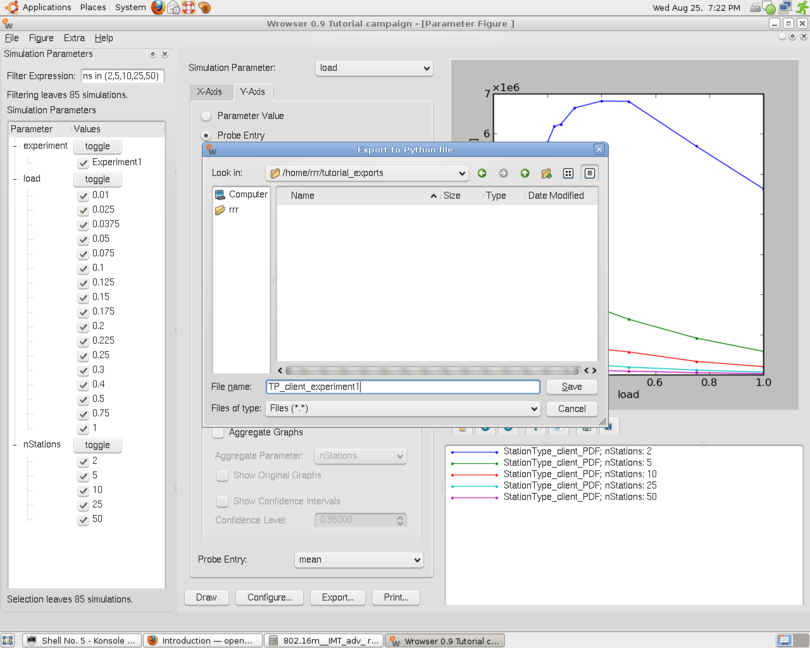 Applications Places System Wed Aug 25, 7:22 PM
Wrowser 0.9 Tutorial campaign - [Parameter Figure ]
File Figure Extra Help
Simulation Parameters
Filter Expression: ns in (2,5,10,25,50)
Filtering leaves 85 simulations.
Simulation Parameters
Parameter Values
experiment toggle
Experiment1
load toggle
0.01
0.025
0.0375
0.05
0.075
0.1
0.125
0.15
0.175
0.2
0.225
0.25
0.3
0.4
0.5
0.75
1
nStations toggle
2
5
10
25
50
Selection leaves 85 simulations.
Simulation Parameter: load
X-Axis Y-Axis
Parameter Value
Probe Entry
Export to Python file
Look in: /home/rrr/tutorial_exports
Computer
rrr
Name Size Type Date Modified
File name: TP_client_experiment1 Save
Files of type: Files (*.*) Cancel
Aggregate Graphs
Aggregate Parameter: nStations
Show Original Graphs
Show Confidence Intervals
Confidence Level: 0.95000
Probe Entry: mean
Draw Configure... Export... Print...
×1e6
7
6
]
0.6 0.8 1.0
load
StationType_client_PDF; nStations: 2
StationType_client_PDF; nStations: 5
StationType_client_PDF; nStations: 10
StationType_client_PDF; nStations: 25
StationType_client_PDF; nStations: 50
Shell No. 5 - Konsole ... Introduction — open... 802.16m__IMT_adv_ r... Wrowser 0.9 Tutorial c...